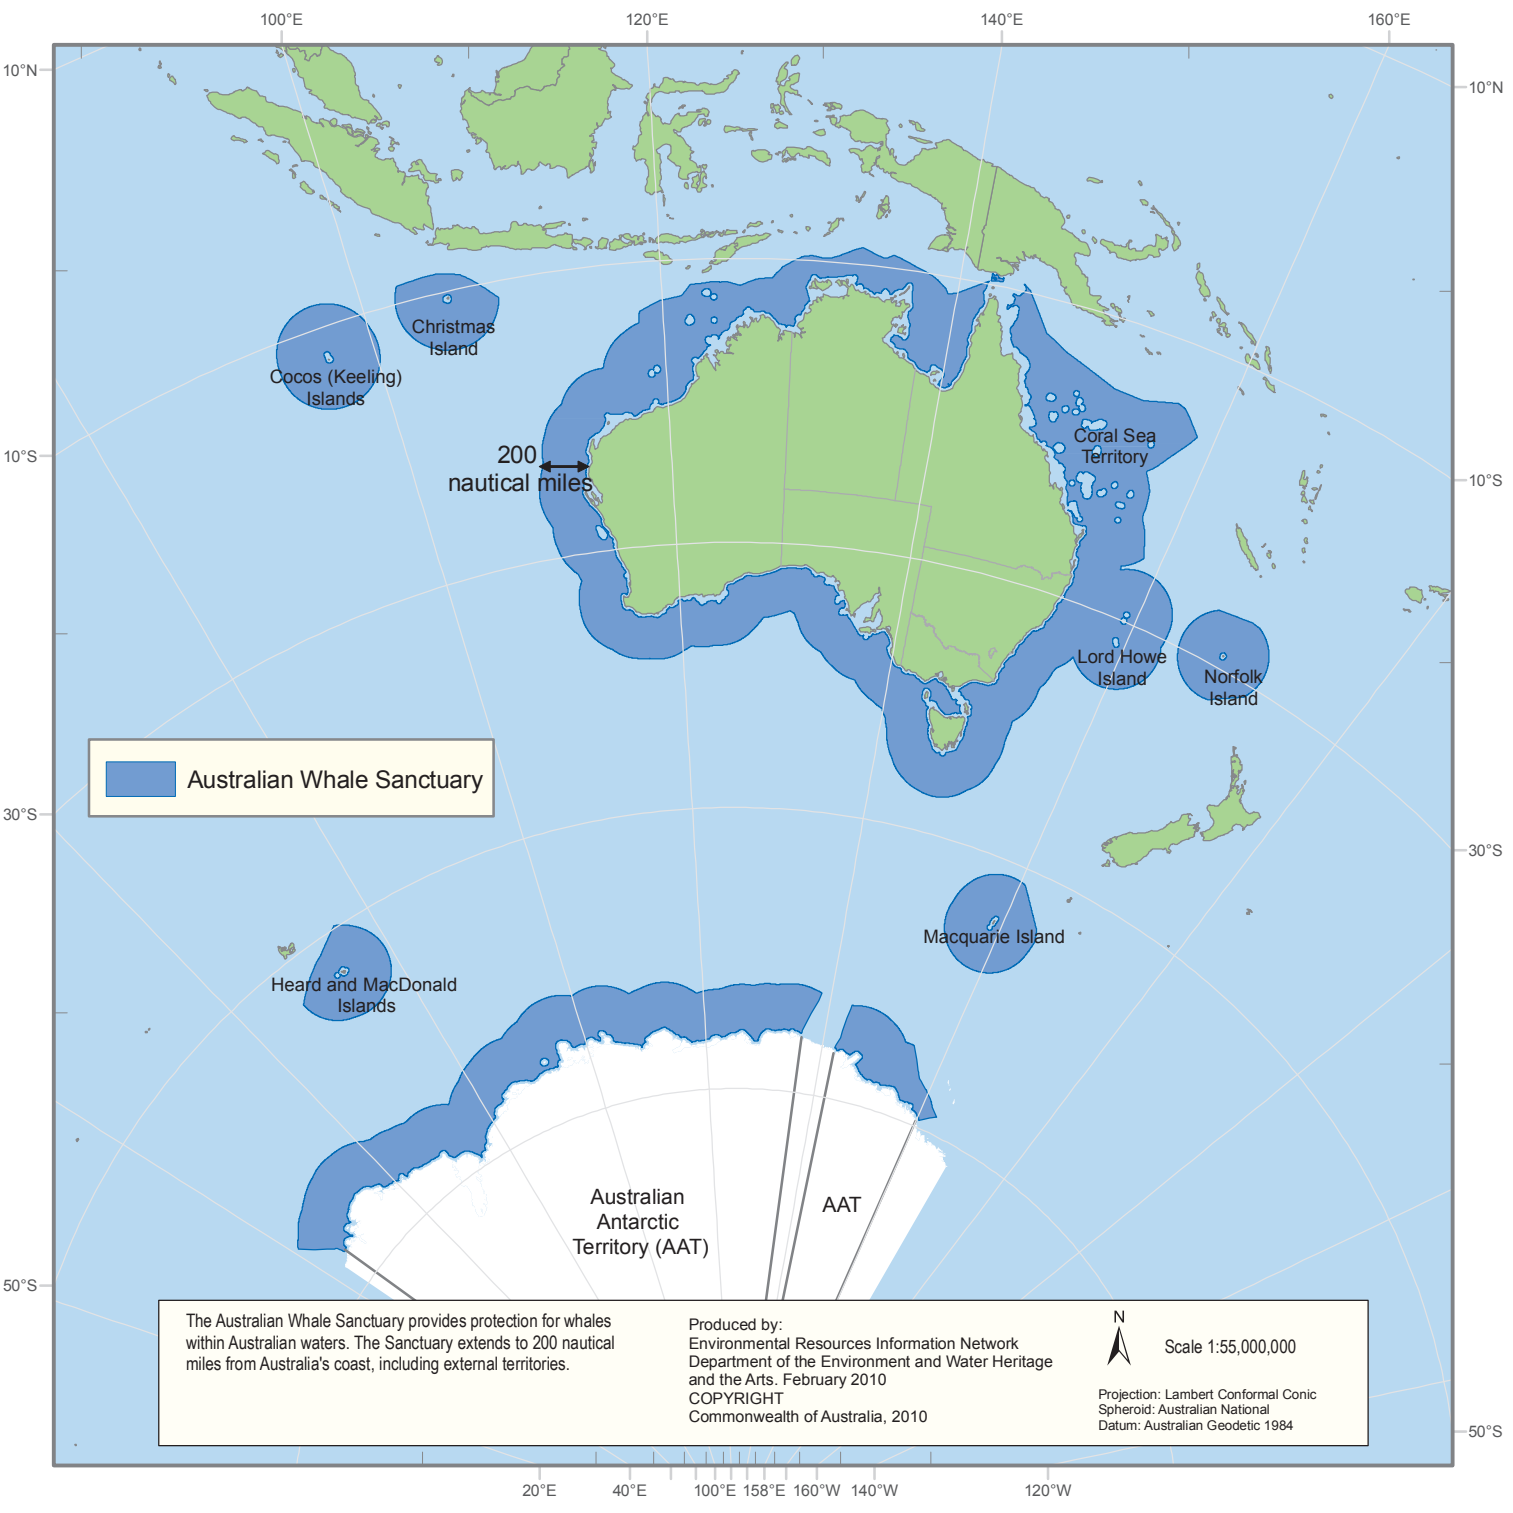 100°E
120°E
140°E
160°E
10°N
10°N
Christmas
Island
Cocos (Keeling)
Islands
200
nautical miles
Coral Sea
Territory
10°S
10°S
Lord Howe
Island
Norfolk
Island
Australian Whale Sanctuary
30°S
30°S
Macquarie Island
Heard and MacDonald
Islands
Australian
Antarctic
Territory (AAT)
AAT
50°S
50°S
The Australian Whale Sanctuary provides protection for whales
within Australian waters. The Sanctuary extends to 200 nautical
miles from Australia's coast, including external territories.
Produced by:
Environmental Resources Information Network
Department of the Environment and Water Heritage
and the Arts. February 2010
COPYRIGHT
Commonwealth of Australia, 2010
N
Scale 1:55,000,000
Projection: Lambert Conformal Conic
Spheroid: Australian National
Datum: Australian Geodetic 1984
20°E
40°E
100°E
158°E
160°W
140°W
120°W